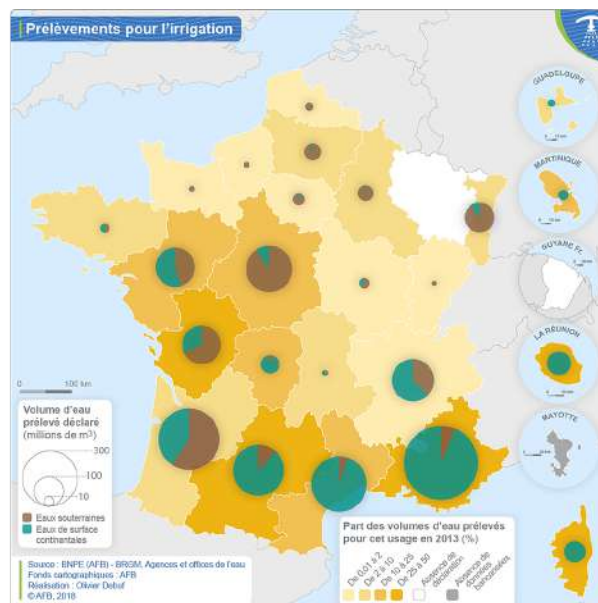 Prélèvements pour l'irrigation
GUADELOUPE
MARTINIQUE
GUYANE Fr.
LA RÉUNION
MAYOTTE
0 100 km
Volume d'eau
prélevé déclaré
(millions de m³)
300
100
10
Eaux souterraines
Eaux de surface
continentales
Part des volumes d'eau prélevés
pour cet usage en 2013 (%)
De 0,01 à 2
De 2 à 10
De 10 à 25
De 25 à 50
Absence de
déclaration
Absence de
données
bancarisées
Source : ENPE (AFB) - BRGM, Agences et offices de l'eau
Fonds cartographiques : AFB
Réalisation : Olivier Debuf
© AFB, 2018